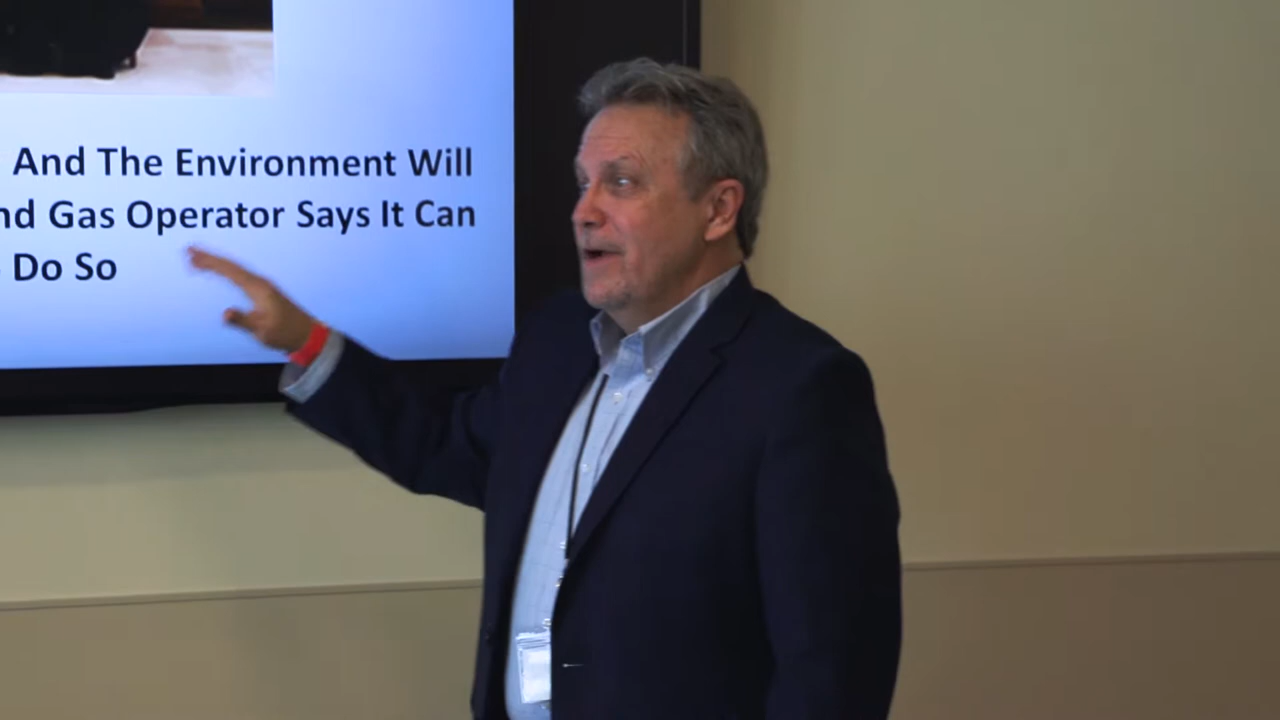 And The Environment Will
nd Gas Operator Says It Can
Do So